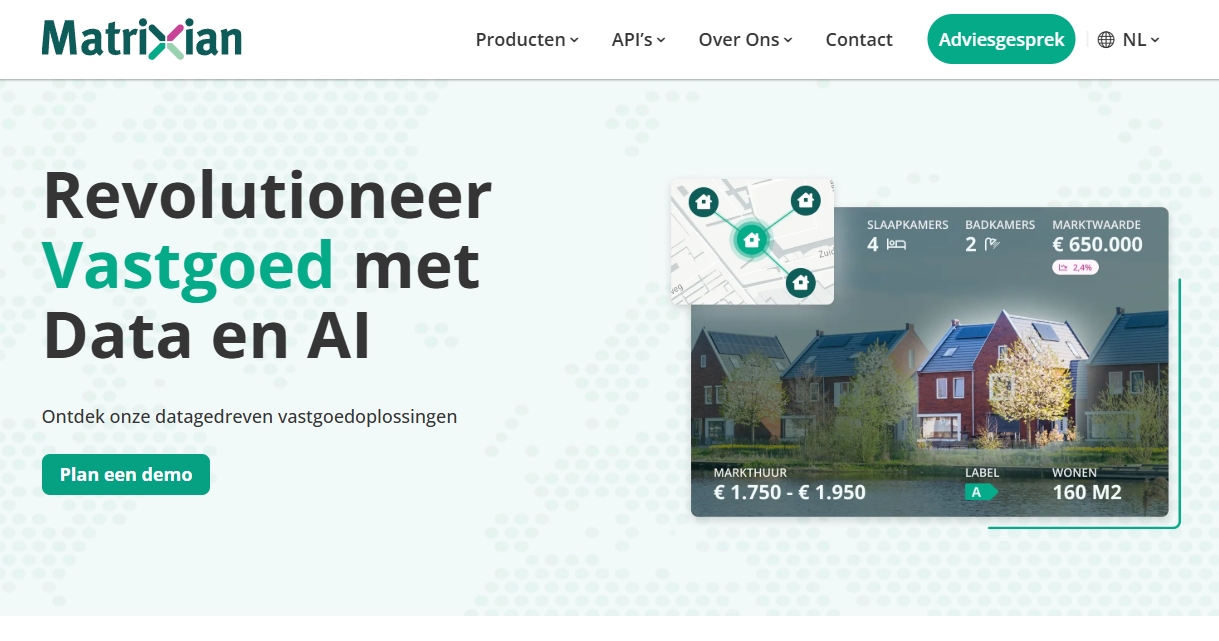 Matrixian
Producten
API's
Over Ons
Contact
Adviesgesprek
NL
Revolutioneer
Vastgoed met
Data en AI
Ontdek onze datagedreven vastgoedoplossingen
Plan een demo
Zuid
weg
SLAAPKAMERS
4
BADKAMERS
2
MARKTWAARDE
€ 650.000
2,4%
MARKTHUUR
€ 1.750 - € 1.950
LABEL
A
WONEN
160 M2